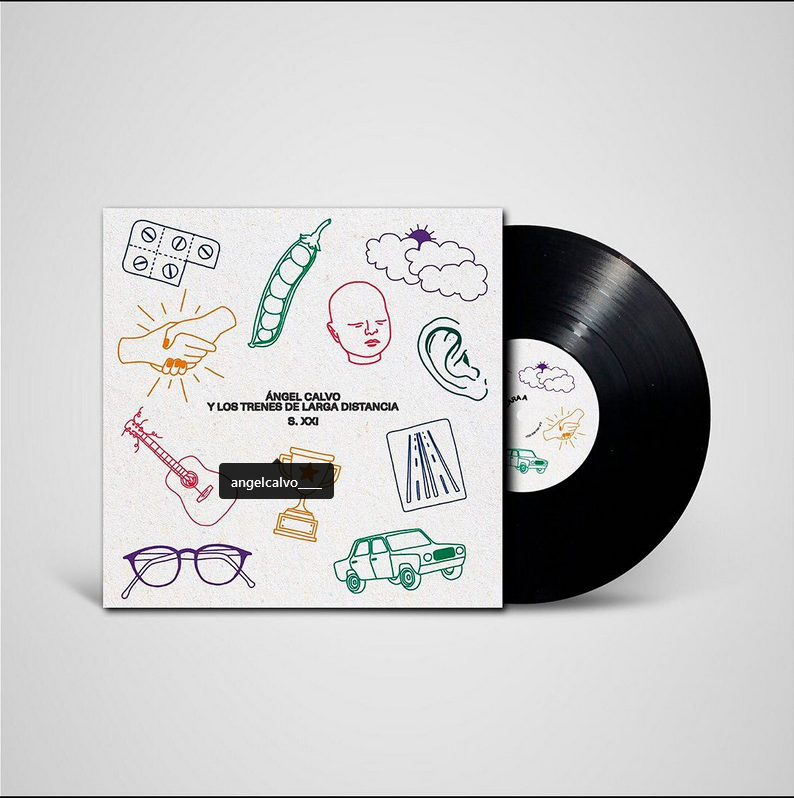 ÁNGEL CALVO
Y LOS TRENES DE LARGA DISTANCIA
S. XXI
angelcalvo___